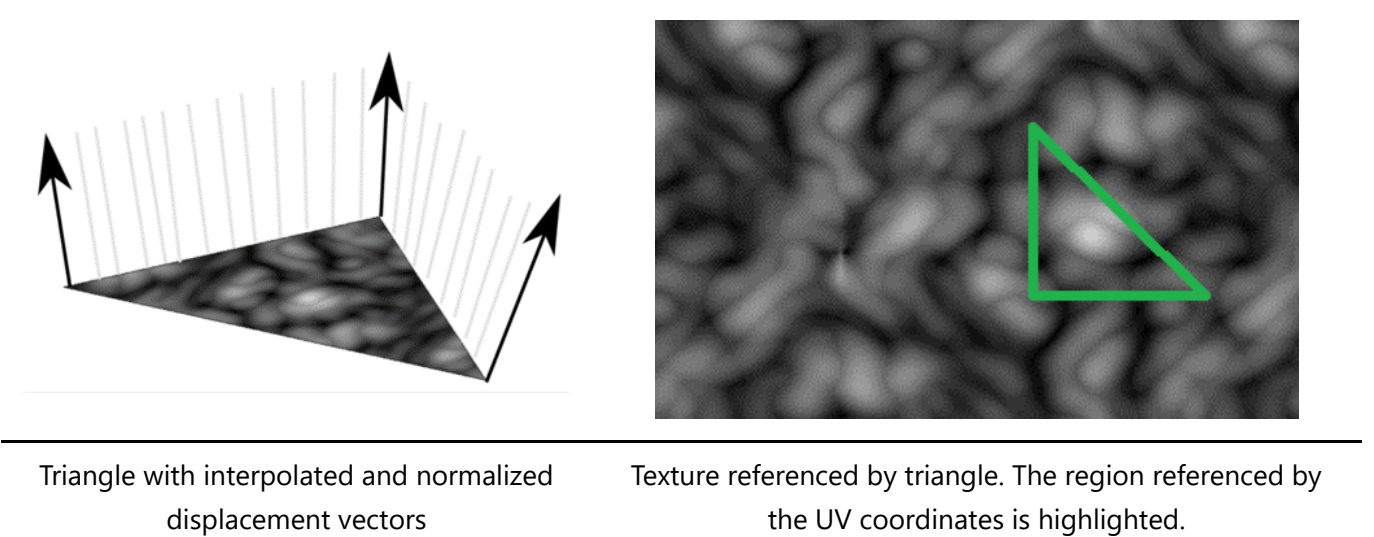 Triangle with interpolated and normalized
displacement vectors
Texture referenced by triangle. The region referenced by
the UV coordinates is highlighted.